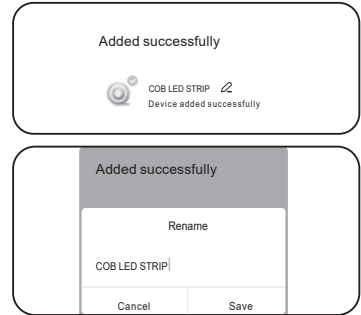 Added successfully
COB LED STRIP
Device added successfully
Added successfully
Rename
COB LED STRIP
Cancel Save